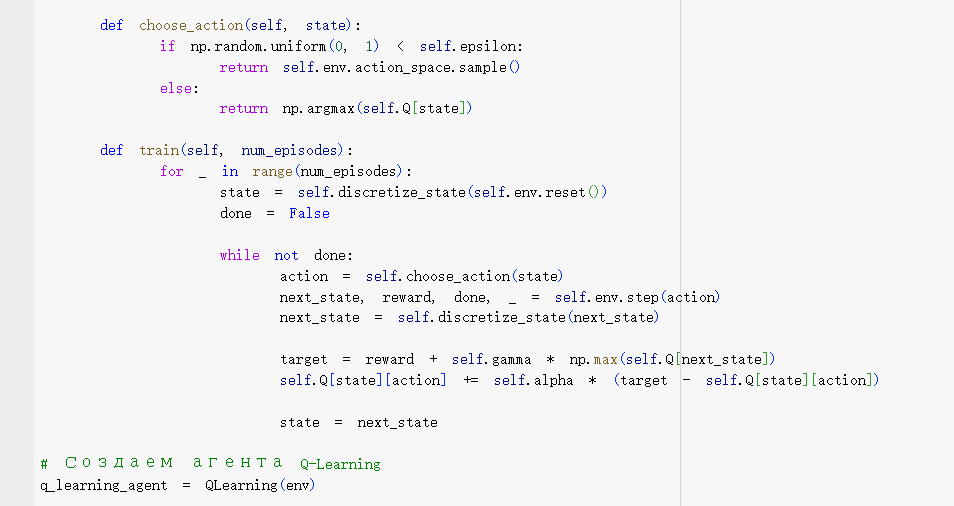 def choose_action(self, state):
if np.random.uniform(0, 1) < self.epsilon:
return self.env.action_space.sample()
else:
return np.argmax(self.Q[state])
def train(self, num_episodes):
for _ in range(num_episodes):
state = self.discretize_state(self.env.reset())
done = False
while not done:
action = self.choose_action(state)
next_state, reward, done, _ = self.env.step(action)
next_state = self.discretize_state(next_state)
target = reward + self.gamma * np.max(self.Q[next_state])
self.Q[state][action] += self.alpha * (target - self.Q[state][action])
state = next_state
# Создаем агента Q-Learning
q_learning_agent = QLearning(env)